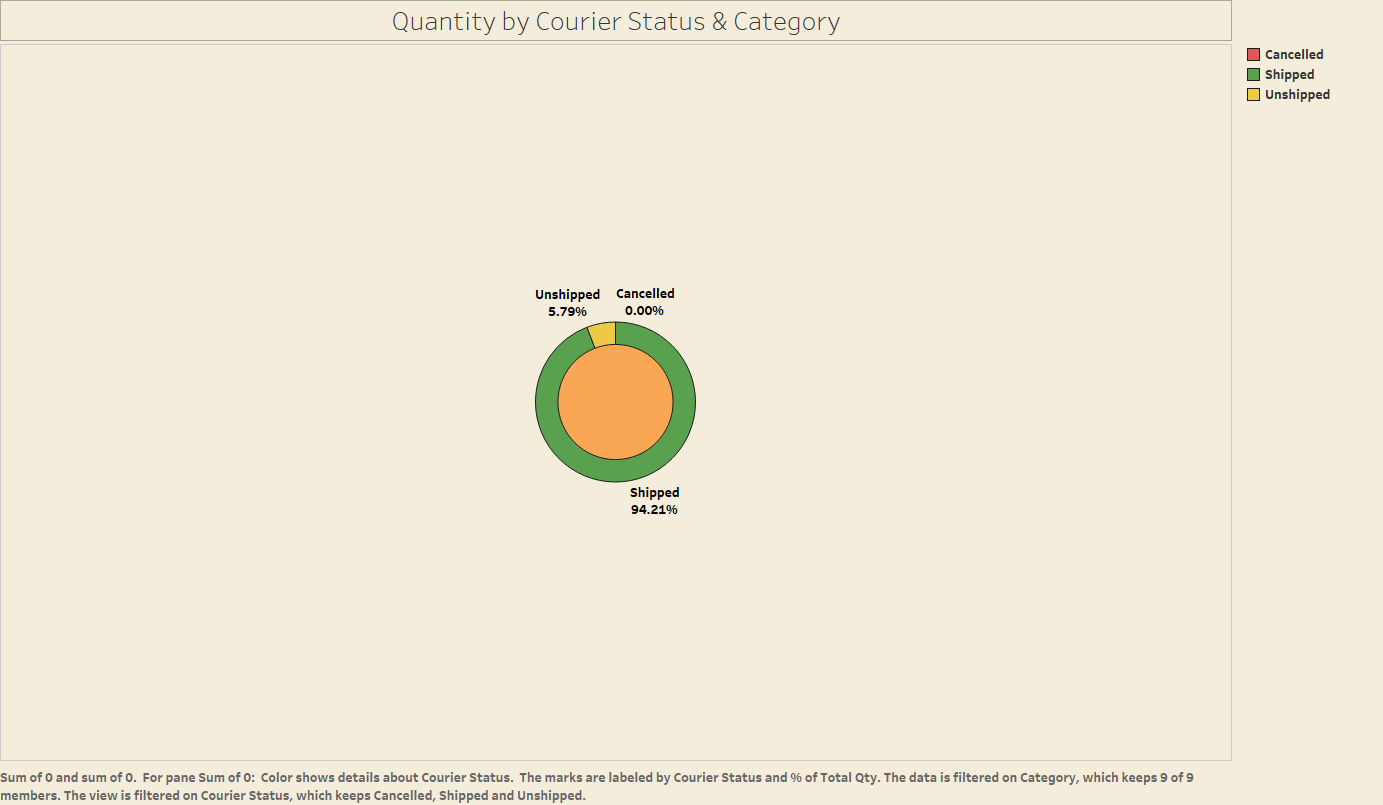 Quantity by Courier Status & Category
Cancelled
Shipped
Unshipped
Unshipped
5.79%
Cancelled
0.00%
Shipped
94.21%
Sum of 0 and sum of 0.  For pane Sum of 0:  Color shows details about Courier Status.  The marks are labeled by Courier Status and % of Total Qty. The data is filtered on Category, which keeps 9 of 9
members. The view is filtered on Courier Status, which keeps Cancelled, Shipped and Unshipped.